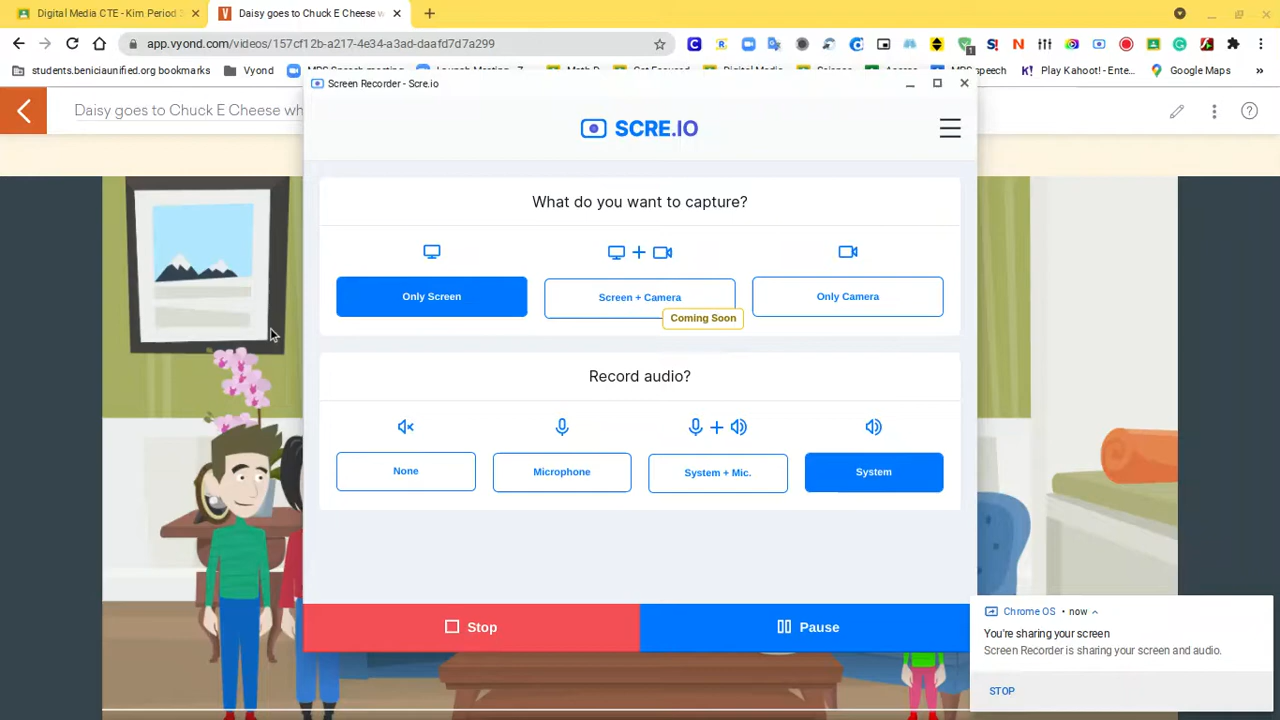 Digital Media CTE - Kim Period 3
Daisy goes to Chuck E Cheese w
app.vyond.com/videos/157cf12b-a217-4e34-a3ad-daafd7d7a299
students.beniciaunified.org bookmarks
Vyond
Play Kahoot! - Ente...
Google Maps
Screen Recorder - Scre.io
Daisy goes to Chuck E Cheese wh
SCRE.IO
What do you want to capture?
Only Screen
Screen + Camera
Only Camera
Coming Soon
Record audio?
None
Microphone
System + Mic.
System
Stop
Pause
Chrome OS • now
You're sharing your screen
Screen Recorder is sharing your screen and audio.
STOP